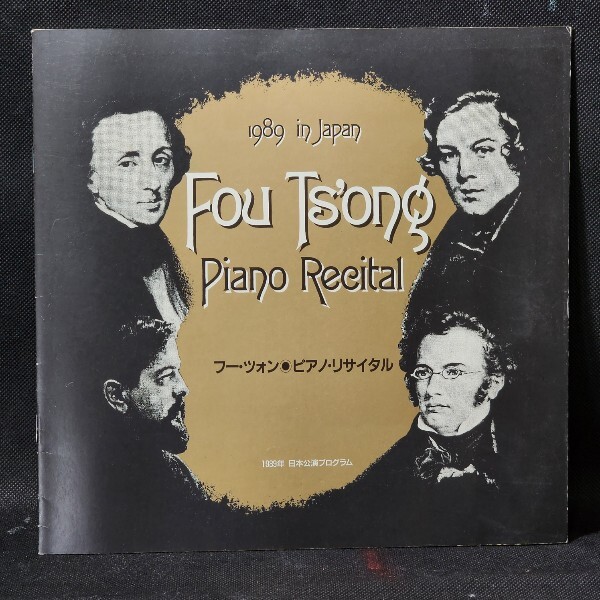 1989 in Japan
Fou Ts'ong
Piano Recital
フー・ツォン◉ピアノ・リサイタル
1989年 日本公演プログラム